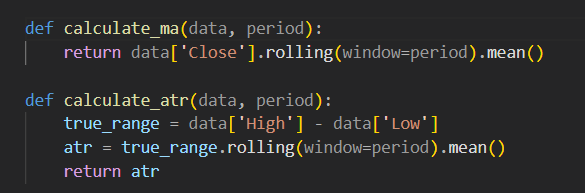 def calculate_ma(data, period):
    return data['Close'].rolling(window=period).mean()

def calculate_atr(data, period):
    true_range = data['High'] - data['Low']
    atr = true_range.rolling(window=period).mean()
    return atr